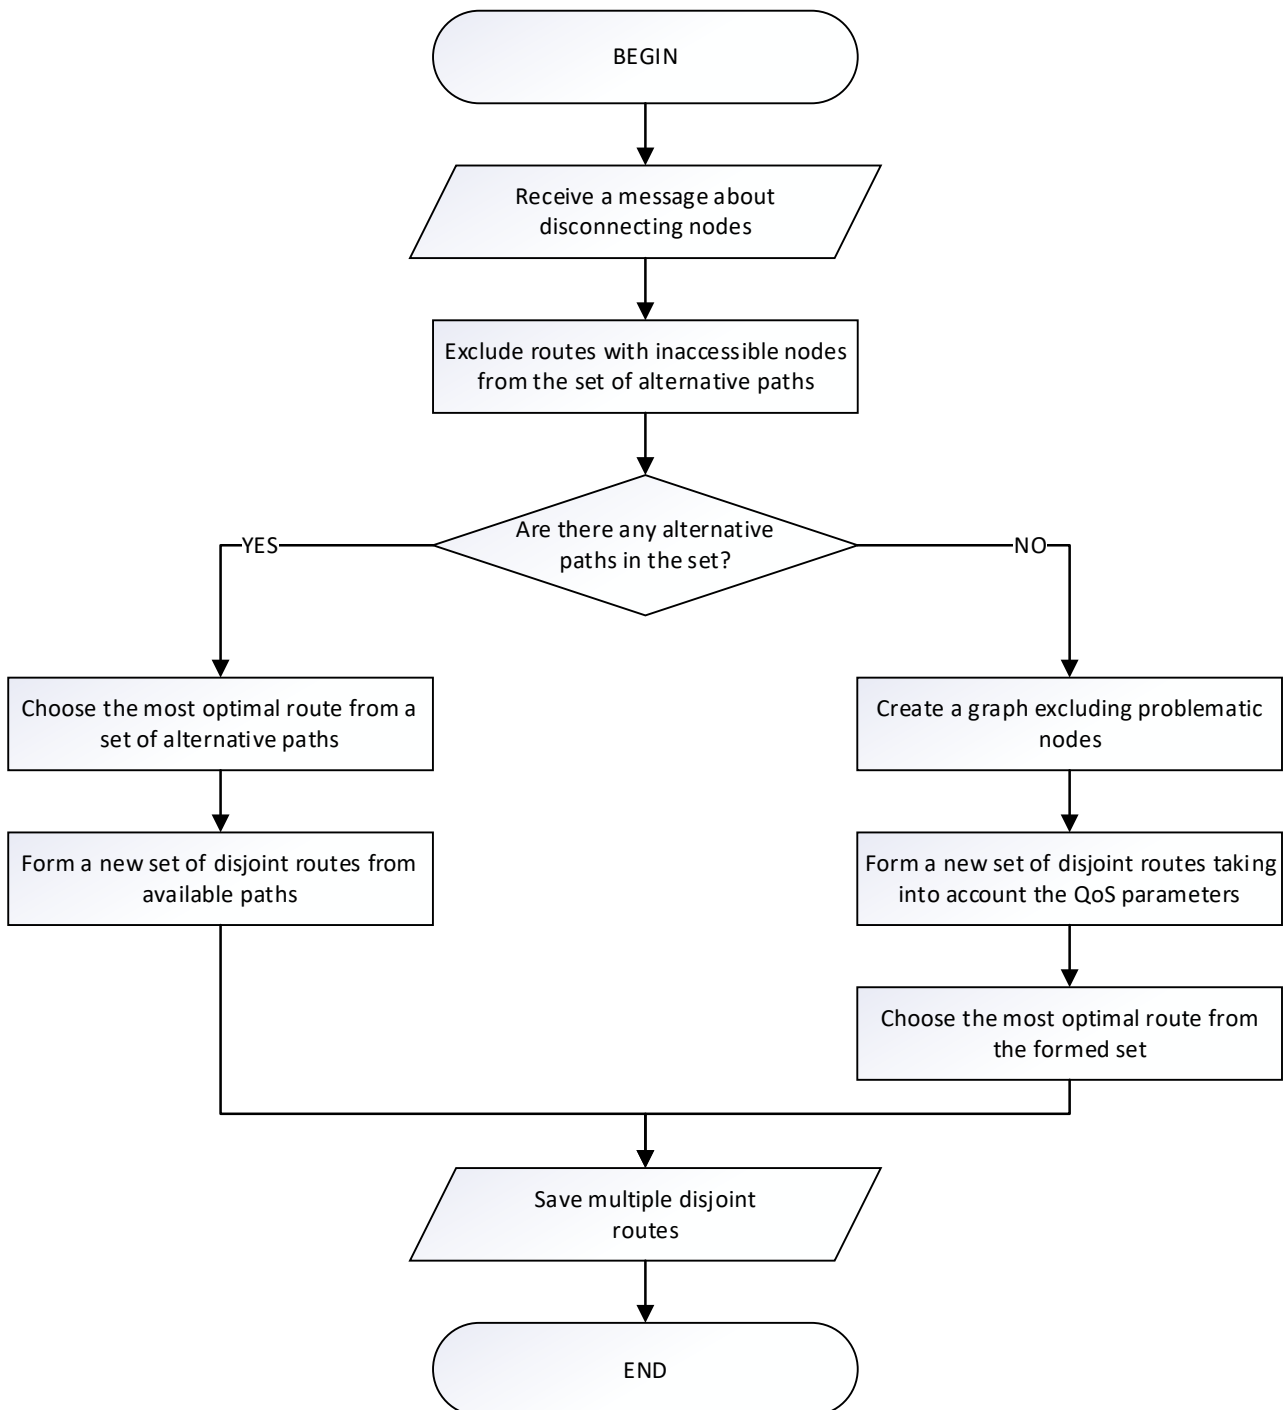 BEGIN
Receive a message about
disconnecting nodes
Exclude routes with inaccessible nodes
from the set of alternative paths
Are there any alternative
paths in the set?
YES
NO
Choose the most optimal route from a
set of alternative paths
Create a graph excluding problematic
nodes
Form a new set of disjoint routes from
available paths
Form a new set of disjoint routes taking
into account the QoS parameters
Choose the most optimal route from
the formed set
Save multiple disjoint
routes
END